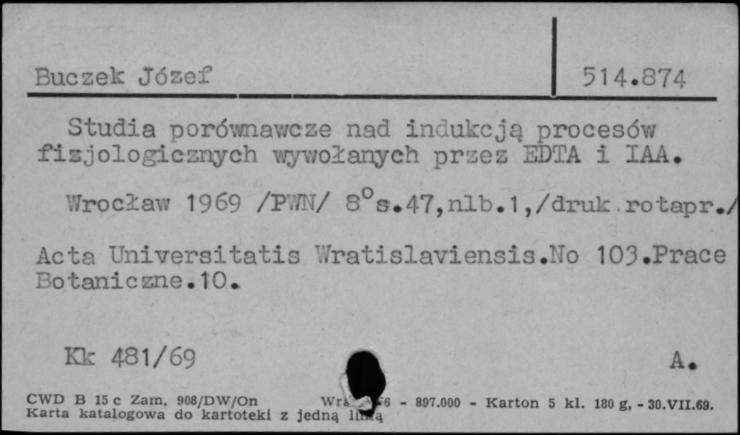 Buczek Józef 514.874
Studia porównawcze nad indukcją procesów
fizjologicznych wywołanych przez EDTA i IAA.
Wrocław 1969 /PWN/ 8° s.47,nlb.1,/druk.rotapr./
Acta Universitatis Wratislaviensis.No 103.Prace
Botaniczne.10.
Kk 481/69 A.
CWD B 15 c Zam. 908/DW/On - 897.000 - Karton 5 kl. 180 g, - 30.VII.69.
Karta katalogowa do kartoteki z jedną